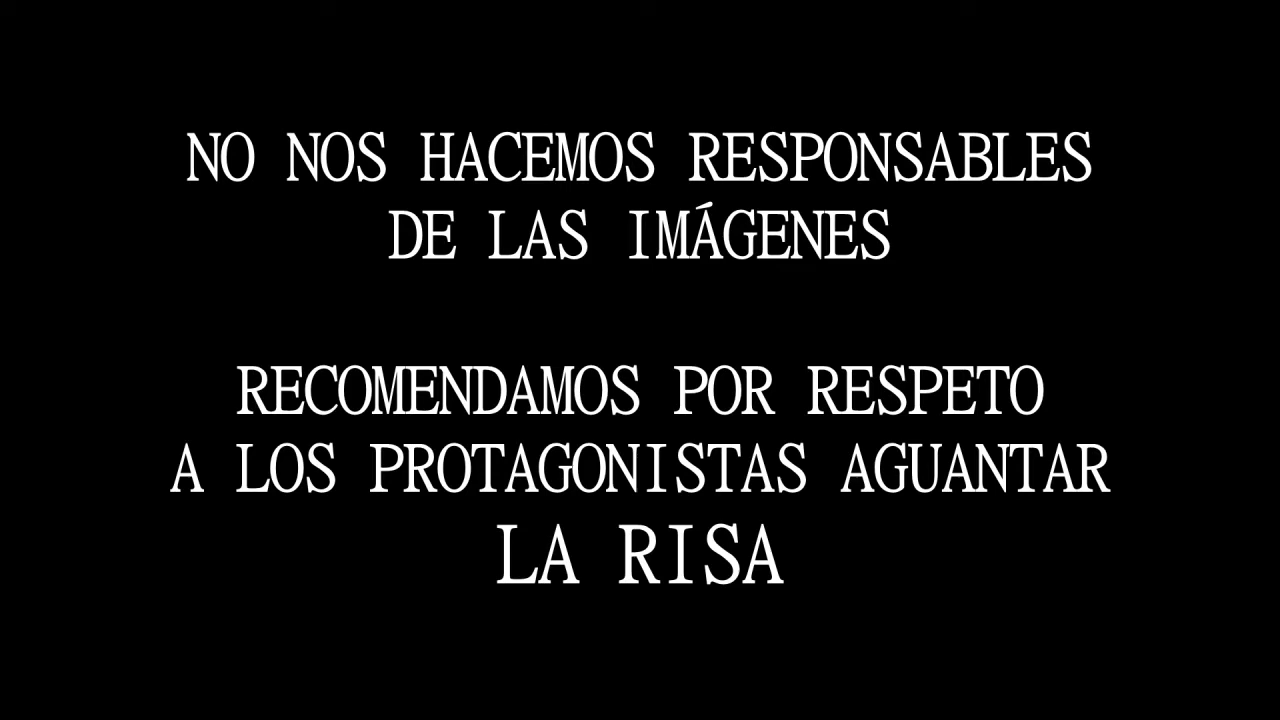 NO NOS HACEMOS RESPONSABLES
DE LAS IMÁGENES
RECOMENDAMOS POR RESPETO
A LOS PROTAGONISTAS AGUANTAR
LA RISA